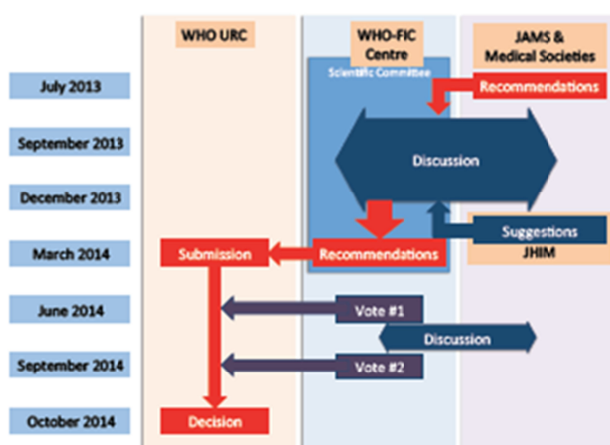 WHO URC
WHO-FIC
Centre
Scientific Committee
JAMS &
Medical Societies
July 2013
Recommendations
September 2013
Discussion
December 2013
Suggestions
JHIM
March 2014
Submission
Recommendations
June 2014
Vote #1
Discussion
September 2014
Vote #2
October 2014
Decision